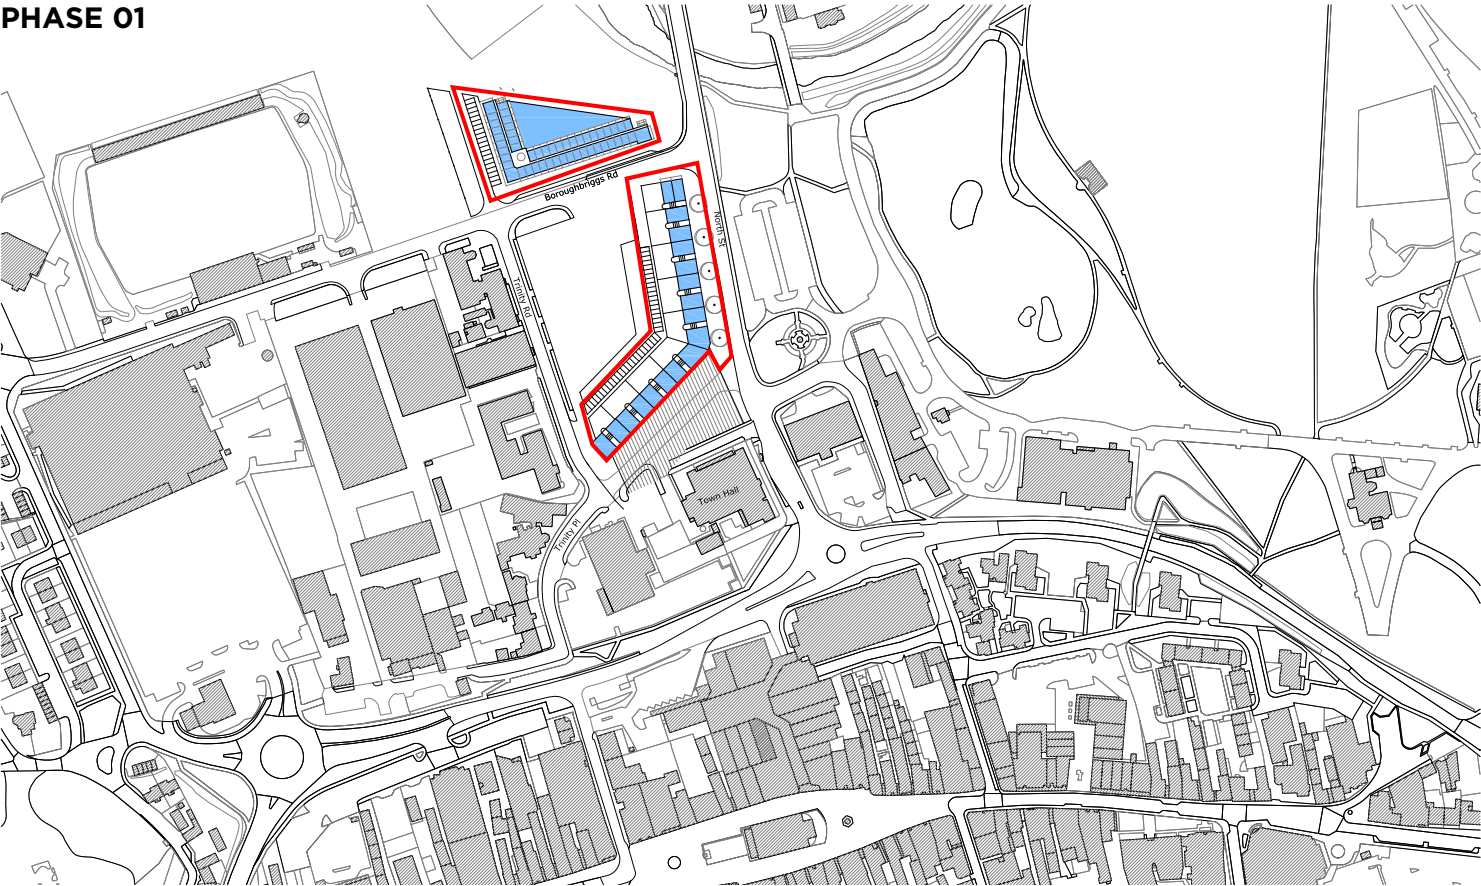 PHASE 01
Boroughbriggs Rd
North St
Trinity Rd
Town Hall
Trinity Pl